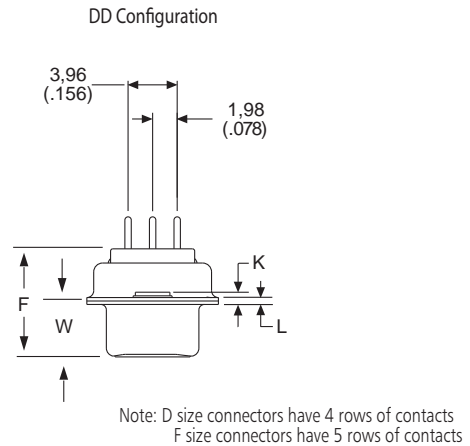 DD Configuration
3,96
(.156)
1,98
(.078)
K
F
W
L
Note: D size connectors have 4 rows of contacts
F size connectors have 5 rows of contacts